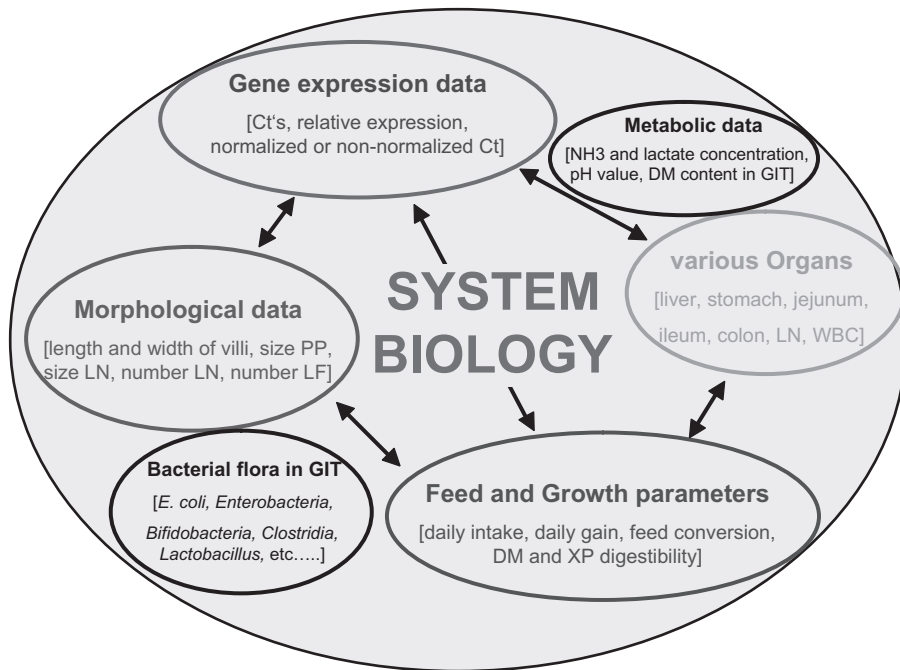 Gene expression data
[Ct‘s, relative expression,
normalized or non-normalized Ct]
Metabolic data
[NH3 and lactate concentration,
pH value, DM content in GIT]
various Organs
[liver, stomach, jejunum,
ileum, colon, LN, WBC]
SYSTEM
BIOLOGY
Morphological data
[length and width of villi, size PP,
size LN, number LN, number LF]
Bacterial flora in GIT
[E. coli, Enterobacteria,
Bifidobacteria, Clostridia,
Lactobacillus, etc…..]
Feed and Growth parameters
[daily intake, daily gain, feed conversion,
DM and XP digestibility]